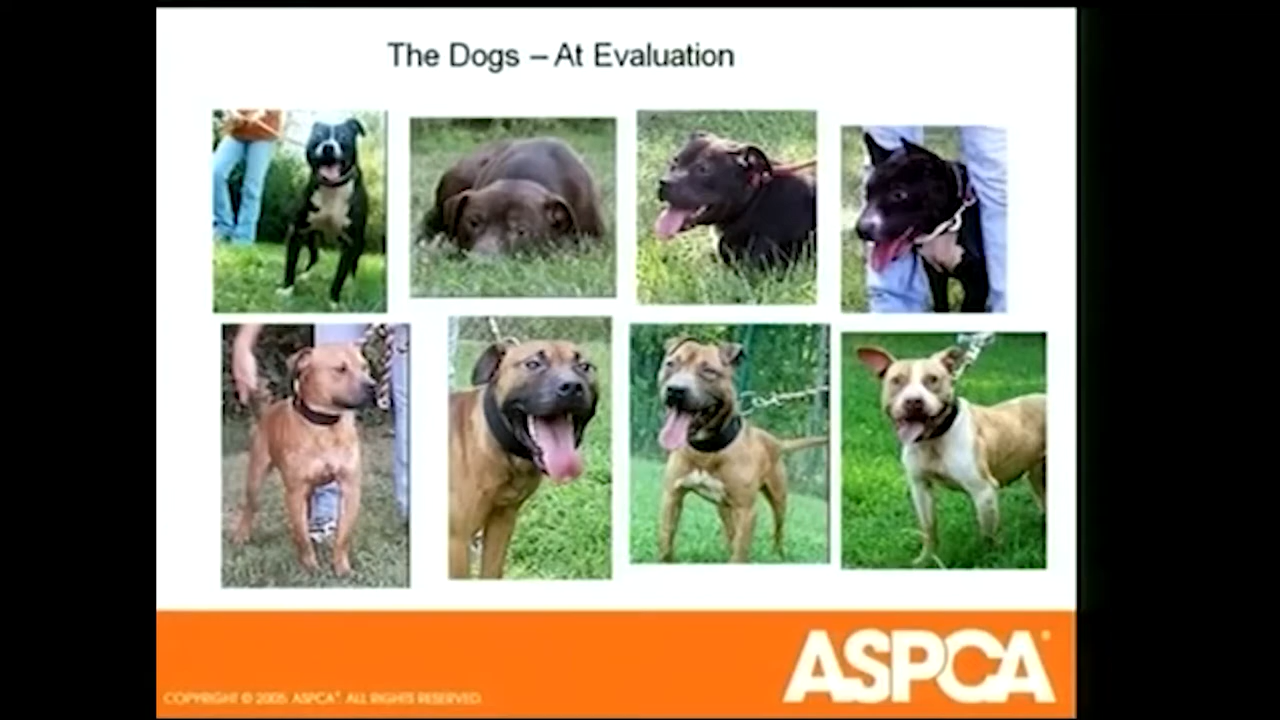 The Dogs – At Evaluation
ASPCA®
COPYRIGHT © 2005. ASPCA®. ALL RIGHTS RESERVED.